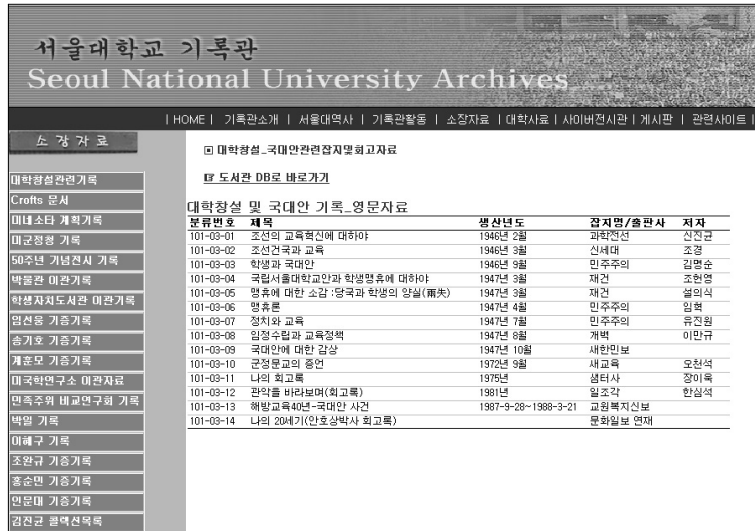 서울대학교 기록관
Seoul National University Archives
| HOME | 기록관소개 | 서울대역사 | 기록관활동 | 소장자료 | 대학사료 | 사이버전시관 | 게시판 | 관련사이트 |
소장자료
대학창설관련기록
Crofts 문서
미네소타 계획기록
미군정청 기록
50주년 기념전시 기록
박물관 이관기록
학생자치도서관 이관기록
임선웅 기증기록
송기호 기증기록
계훈모 기증기록
미국학연구소 이관자료
민족주위 비교연구회 기록
박일 기록
이혜구 기록
조완규 기증기록
홍순민 기증기록
인문대 기증기록
김진균 콜렉션목록
대학창설_국대안관련잡지및회고자료
☞ 도서관 DB로 바로가기
대학창설 및 국대안 기록_영문자료
분류번호 제목 생산년도 잡지명/출판사 저자
101-03-01 조선의 교육혁신에 대하야 1946년 2월 과학전선 신진균
101-03-02 조선건국과 교육 1946년 3월 신세대 조경
101-03-03 학생과 국대안 1946년 9월 민주주의 김명순
101-03-04 국립서울대학교안과 학생맹휴에 대하야 1947년 3월 재건 조헌영
101-03-05 맹휴에 대한 소감 :당국과 학생의 양실(兩失) 1947년 3월 재건 설의식
101-03-06 맹휴론 1947년 4월 민주주의 임혁
101-03-07 정치와 교육 1947년 7월 민주주의 유진원
101-03-08 임정수립과 교육정책 1947년 8월 개벽 이만규
101-03-09 국대안에 대한 감상 1947년 10월 새한민보
101-03-10 군정문교의 증언 1972년 9월 새교육 오천석
101-03-11 나의 회고록 1975년 샘터사 장이욱
101-03-12 관악을 바라보며(회고록) 1981년 일조각 한심석
101-03-13 해방교육40년-국대안 사건 1987-9-28~1988-3-21 교원복지신보
101-03-14 나의 20세기(안호상박사 회고록) 문화일보 연재